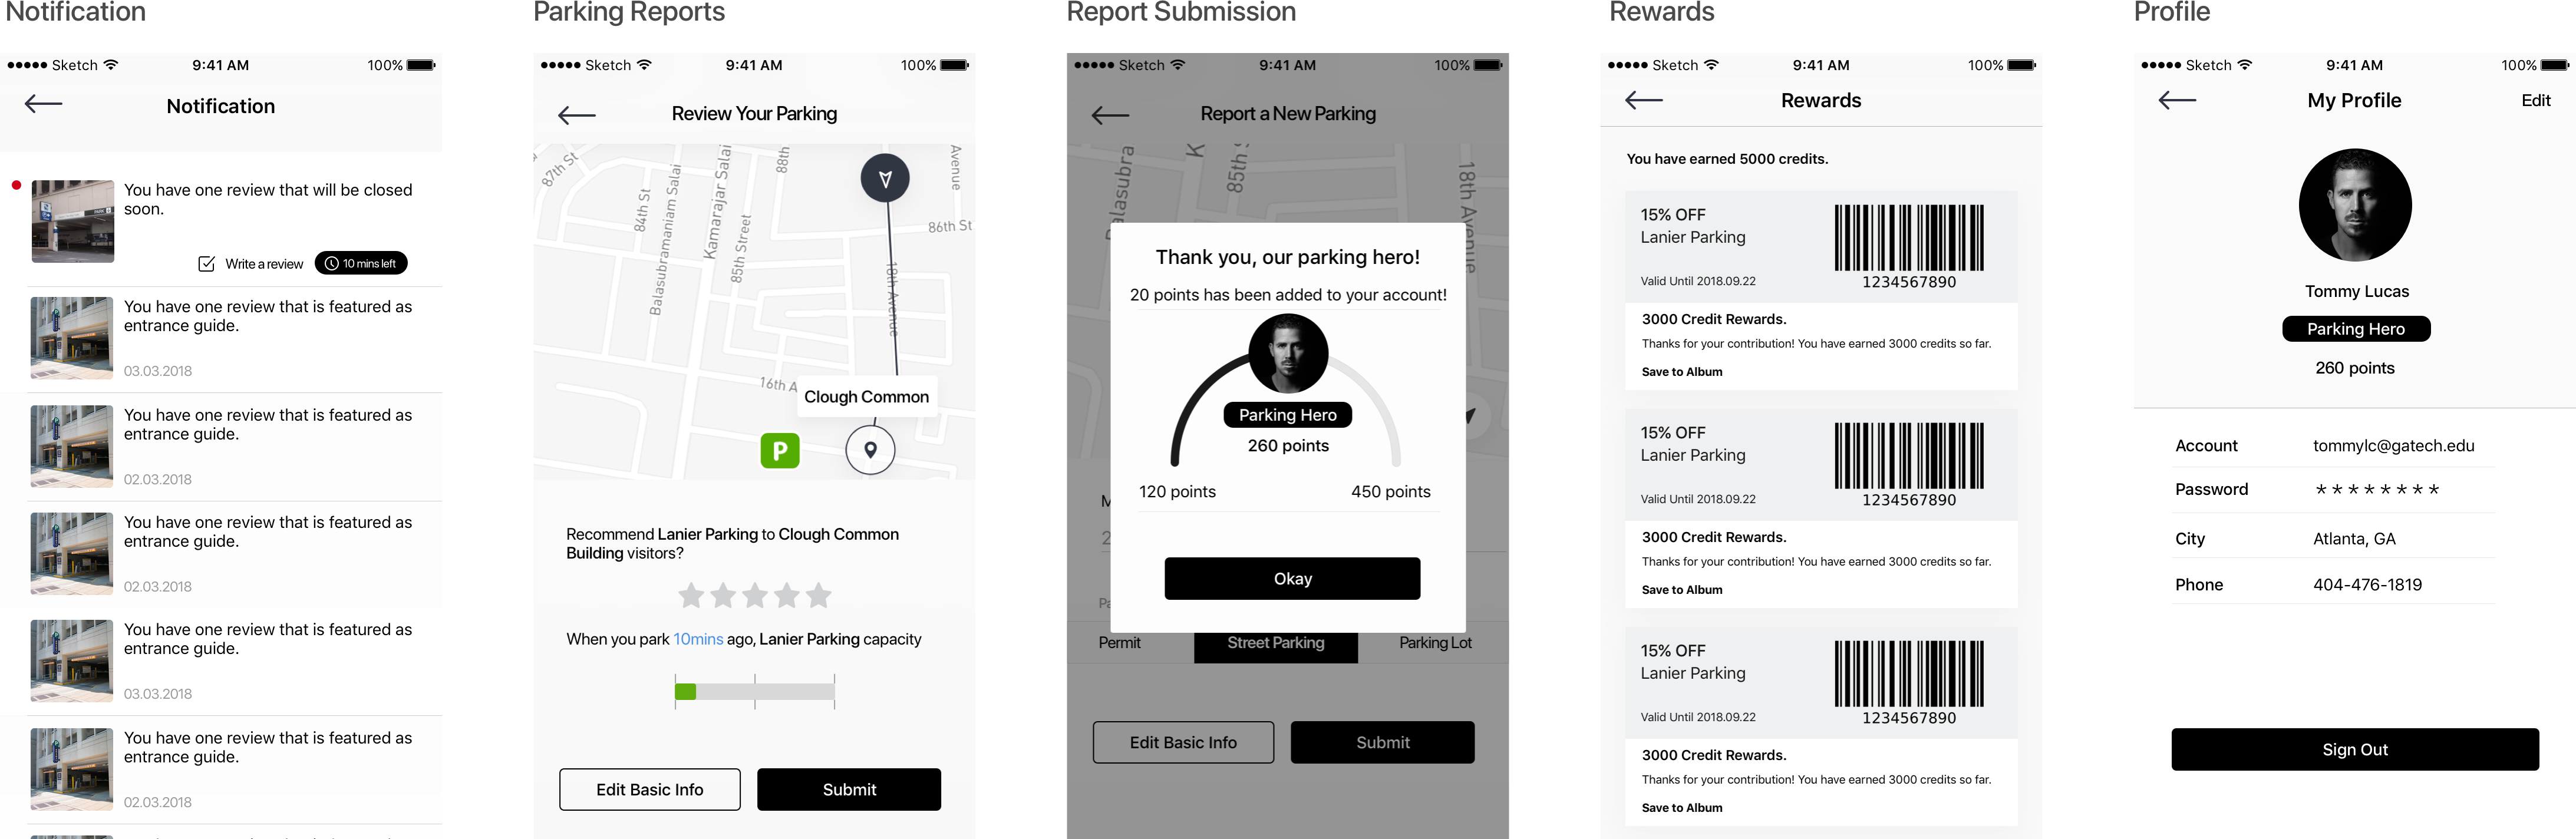 Notification
Sketch
9:41 AM
100%
Notification
You have one review that will be closed
soon.
Write a review
10 mins left
You have one review that is featured as
entrance guide.
03.03.2018
You have one review that is featured as
entrance guide.
02.03.2018
You have one review that is featured as
entrance guide.
02.03.2018
You have one review that is featured as
entrance guide.
03.03.2018
You have one review that is featured as
entrance guide.
02.03.2018
Parking Reports
Sketch
9:41 AM
100%
Review Your Parking
87th St
84th St
Balasubramaniam Salai
Kamarajar Salai
85th Street
88th
Avenue
86th St
18th Avenue
16th A
Clough Common
P
Recommend Lanier Parking to Clough Common
Building visitors?
When you park 10mins ago, Lanier Parking capacity
Edit Basic Info
Submit
Report Submission
Sketch
9:41 AM
100%
Report a New Parking
alasubra
K
85th S
18th Avenue
Thank you, our parking hero!
20 points has been added to your account!
Parking Hero
260 points
120 points
450 points
Okay
M
2
Pa
Permit
Street Parking
Parking Lot
Edit Basic Info
Submit
Rewards
Sketch
9:41 AM
100%
Rewards
You have earned 5000 credits.
15% OFF
Lanier Parking
Valid Until 2018.09.22
1234567890
3000 Credit Rewards.
Thanks for your contribution! You have earned 3000 credits so far.
Save to Album
15% OFF
Lanier Parking
Valid Until 2018.09.22
1234567890
3000 Credit Rewards.
Thanks for your contribution! You have earned 3000 credits so far.
Save to Album
15% OFF
Lanier Parking
Valid Until 2018.09.22
1234567890
3000 Credit Rewards.
Thanks for your contribution! You have earned 3000 credits so far.
Save to Album
Profile
Sketch
9:41 AM
100%
My Profile
Edit
Tommy Lucas
Parking Hero
260 points
Account
tommylc@gatech.edu
Password
* * * * * * * *
City
Atlanta, GA
Phone
404-476-1819
Sign Out